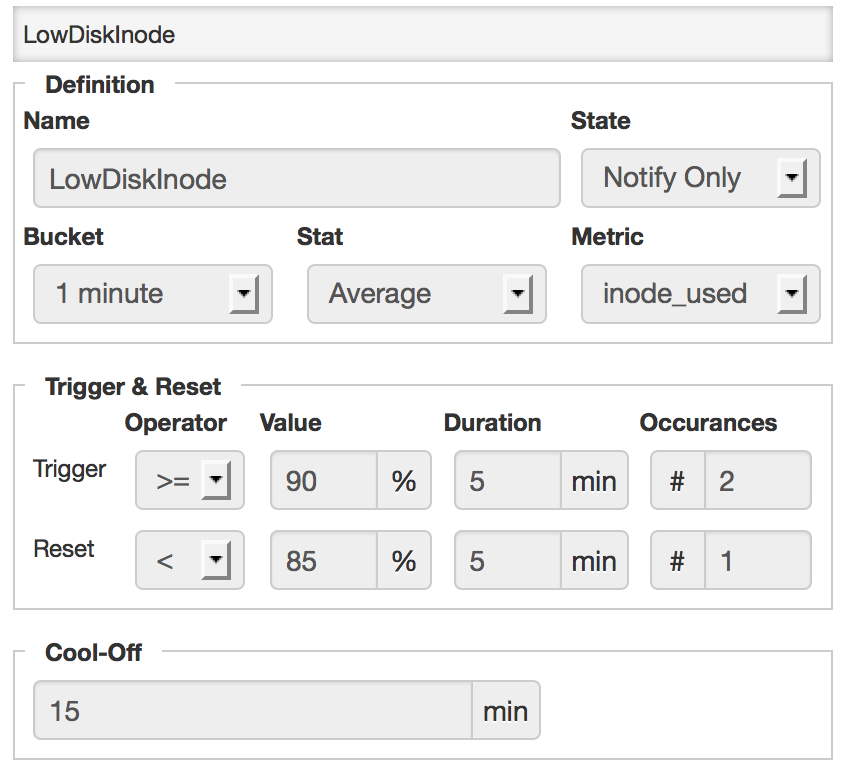 LowDiskInode
Definition
Name State
LowDiskInode Notify Only
Bucket Stat Metric
1 minute Average inode_used
Trigger & Reset
Operator Value Duration Occurances
Trigger >= 90 % 5 min # 2
Reset < 85 % 5 min # 1
Cool-Off
15 min